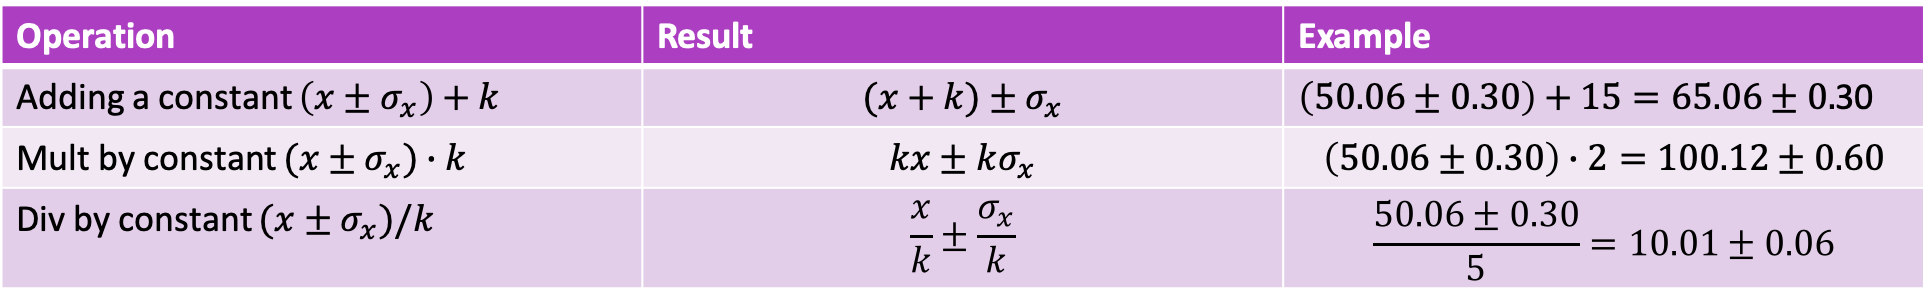 Operation Result Example
Adding a constant (x ± σₓ) + k (x + k) ± σₓ (50.06 ± 0.30) + 15 = 65.06 ± 0.30
Mult by constant (x ± σₓ) · k kx ± kσₓ (50.06 ± 0.30) · 2 = 100.12 ± 0.60
Div by constant (x ± σₓ)/k x/k ± σₓ/k (50.06 ± 0.30)/5 = 10.01 ± 0.06